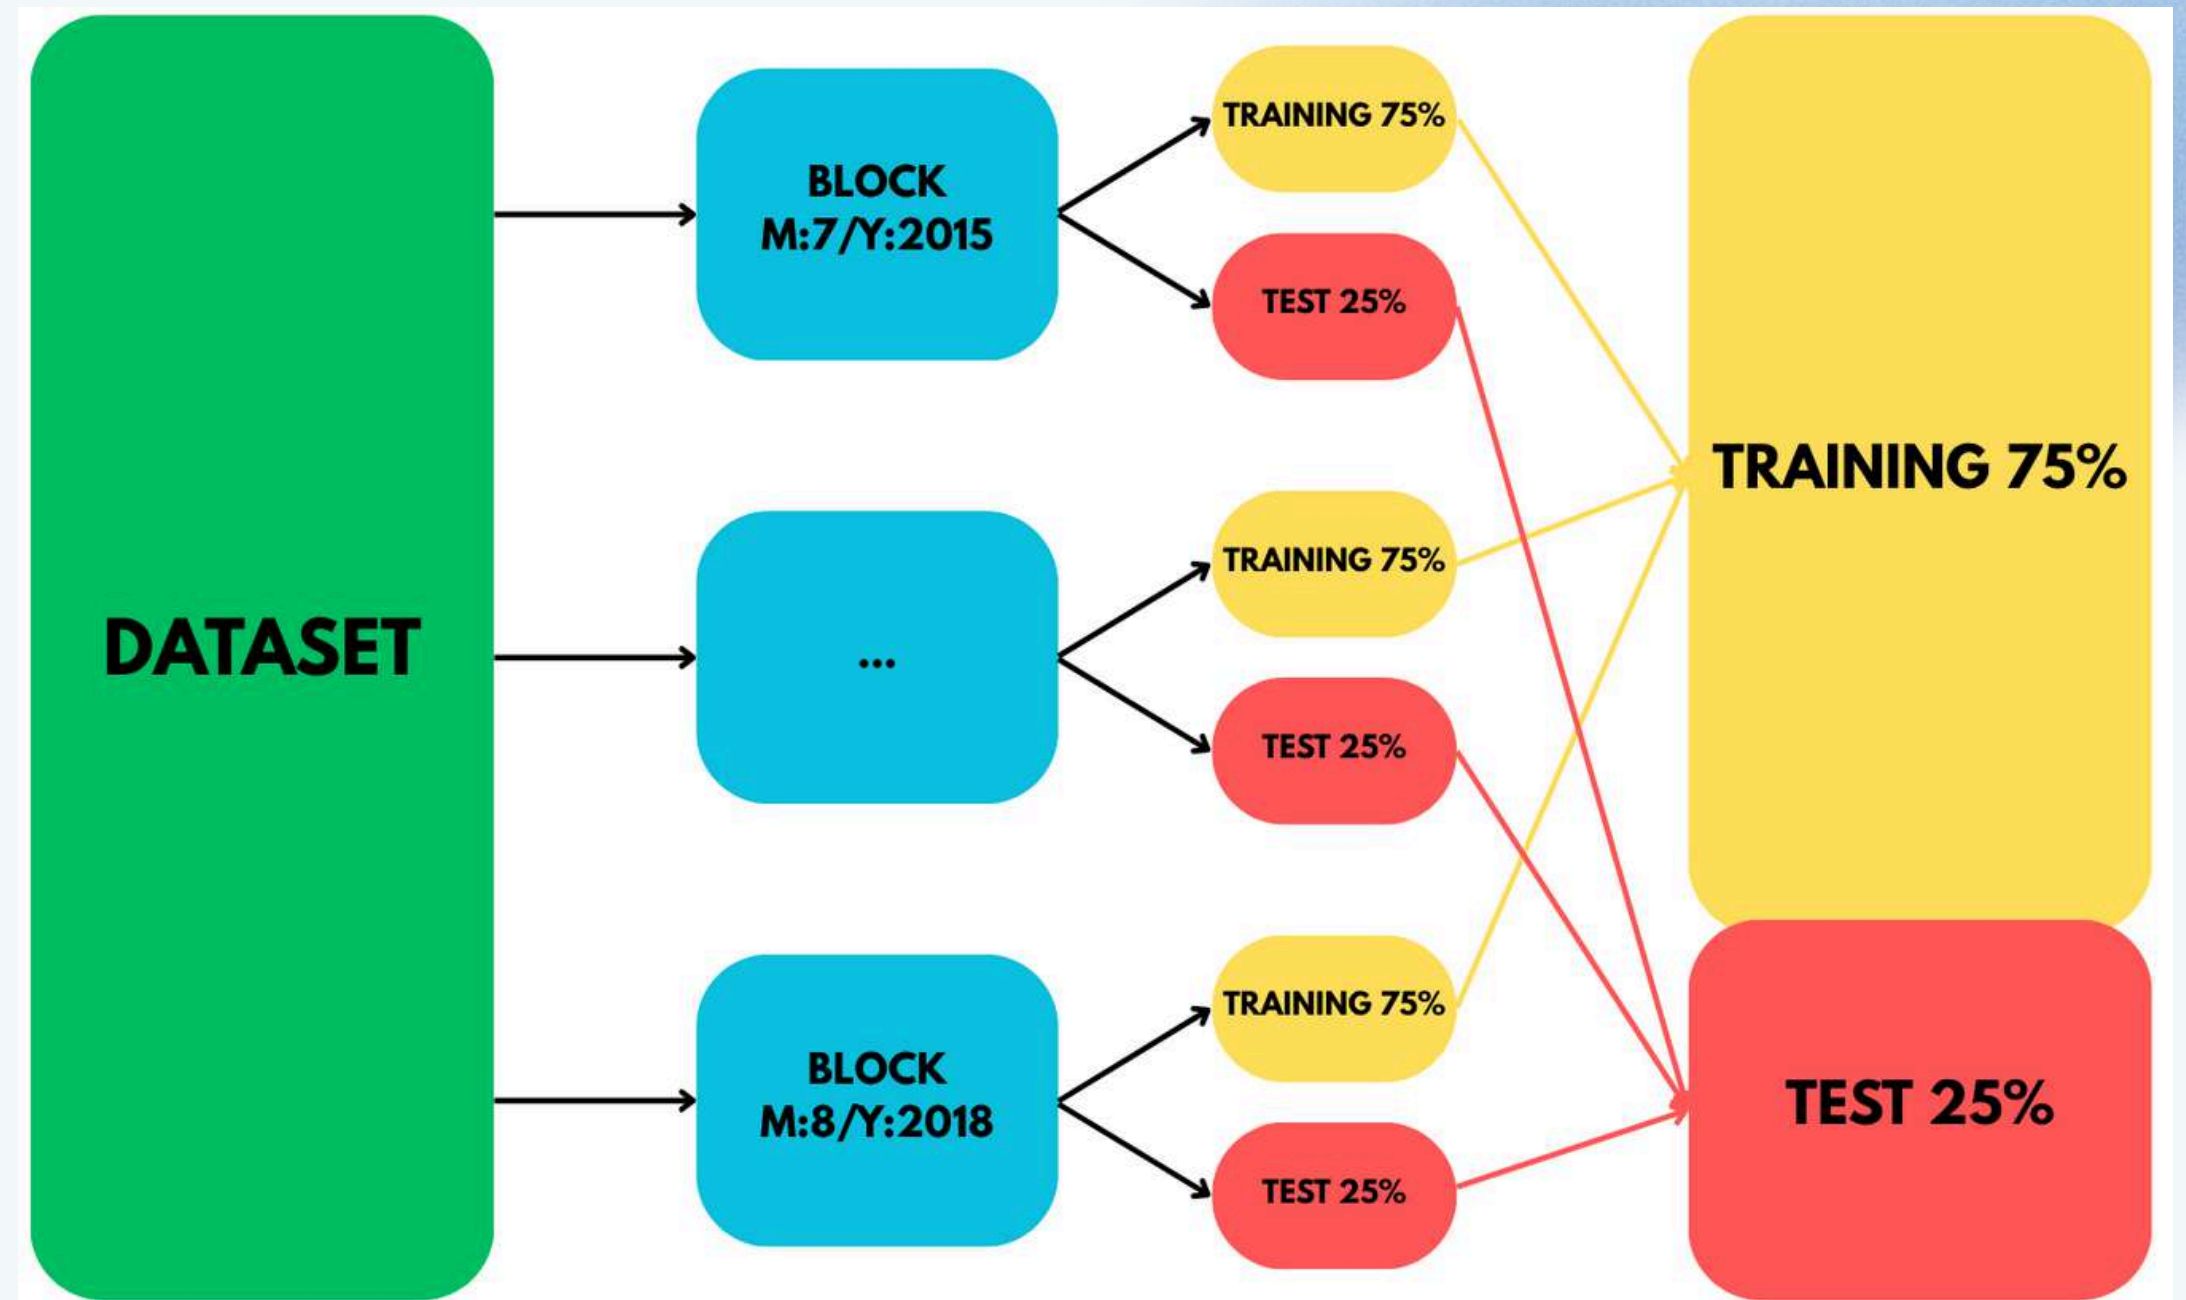 DATASET
BLOCK
M:7/Y:2015
TRAINING 75%
TEST 25%
...
TRAINING 75%
TEST 25%
BLOCK
M:8/Y:2018
TRAINING 75%
TEST 25%
TRAINING 75%
TEST 25%